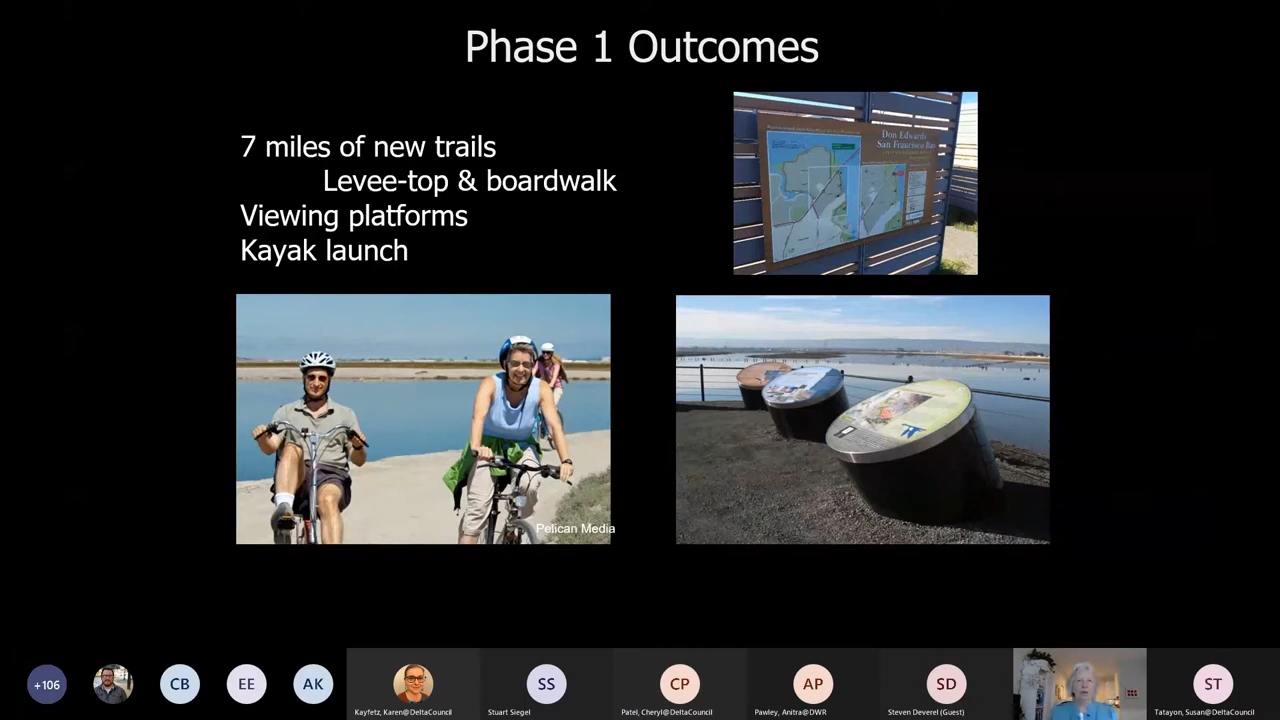 Phase 1 Outcomes
7 miles of new trails
Levee-top & boardwalk
Viewing platforms
Kayak launch
Don Edwards
San Francisco Bay
Pelican Media
+106
CB
EE
AK
SS
CP
AP
SD
ST
Kayfetz, Karen@DeltaCouncil
Stuart Siegel
Patel, Cheryl@DeltaCouncil
Pawley, Anitra@DWR
Steven Deverel (Guest)
Tatayon, Susan@DeltaCouncil